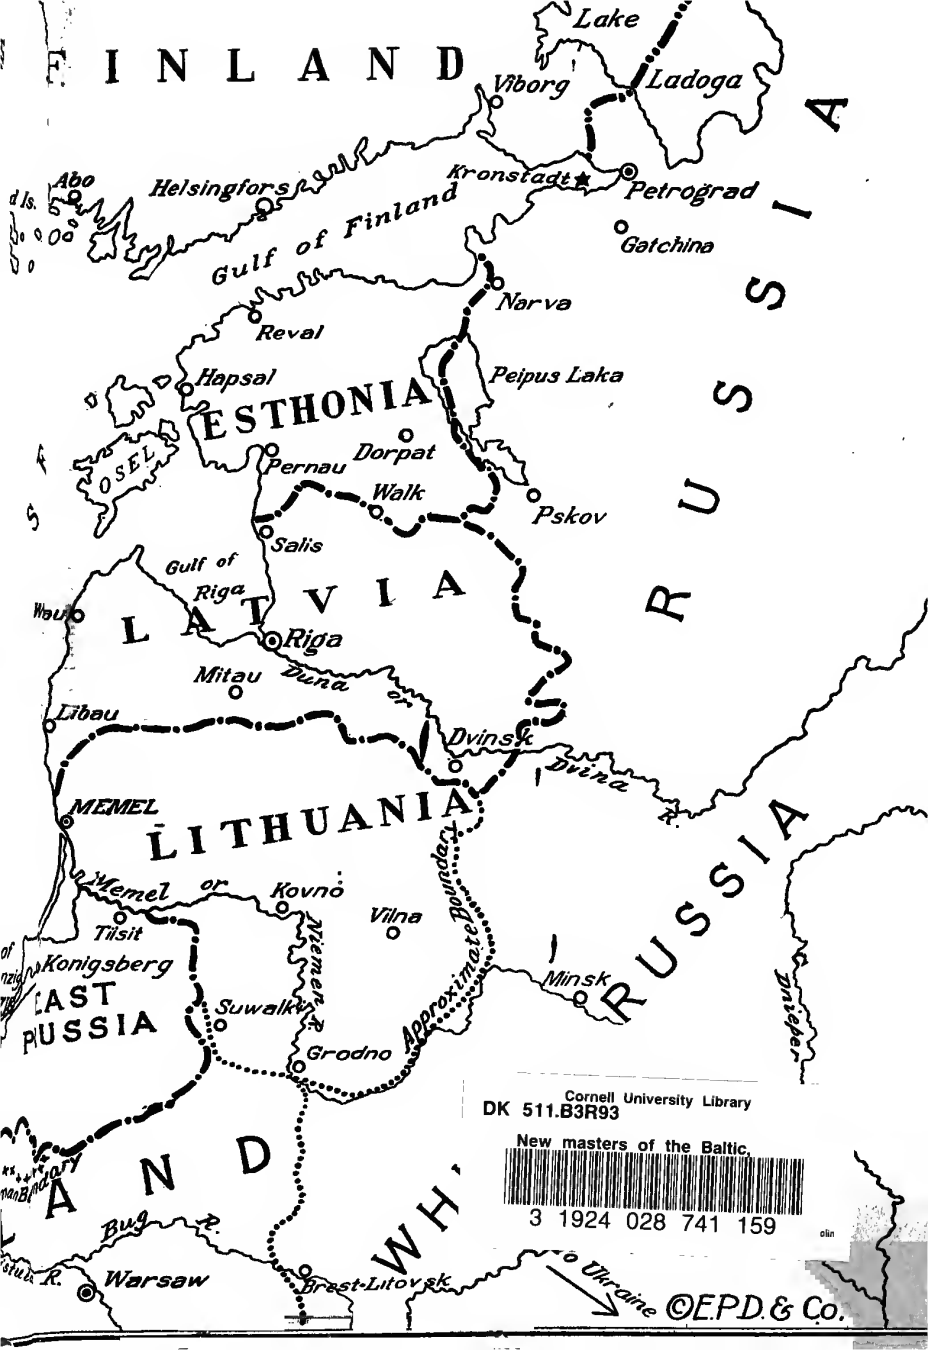 FINLAND
Lake
Ladoga
Viborg
RUSSIA
Kronstadt
Petrograd
Abo
d Is.
Helsingfors
Gulf of Finland
Gatchina
Narva
Reval
Peipus Laka
Hapsal
ESTHONIA
OSEL
Dorpat
Pernau
Walk
Pskov
Salis
Gulf of
Riga
LATVIA
Riga
Mitau
Duna or
Libau
Dvinsk
Dvina R.
MEMEL
LITHUANIA
RUSSIA
Memel or
Kovno
Niemen R.
Vilna
Tilsit
Approximate Boundary
Konigsberg
EAST
PRUSSIA
Minsk
Suwalki
Dnieper
Grodno
Cornell University Library
DK 511.B3R93
New masters of the Baltic,
3 1924 028 741 159
olin
AND
WH
Bug R.
R.
Warsaw
Brest-Litovsk
To Ukraine
©E.P.D. & Co.